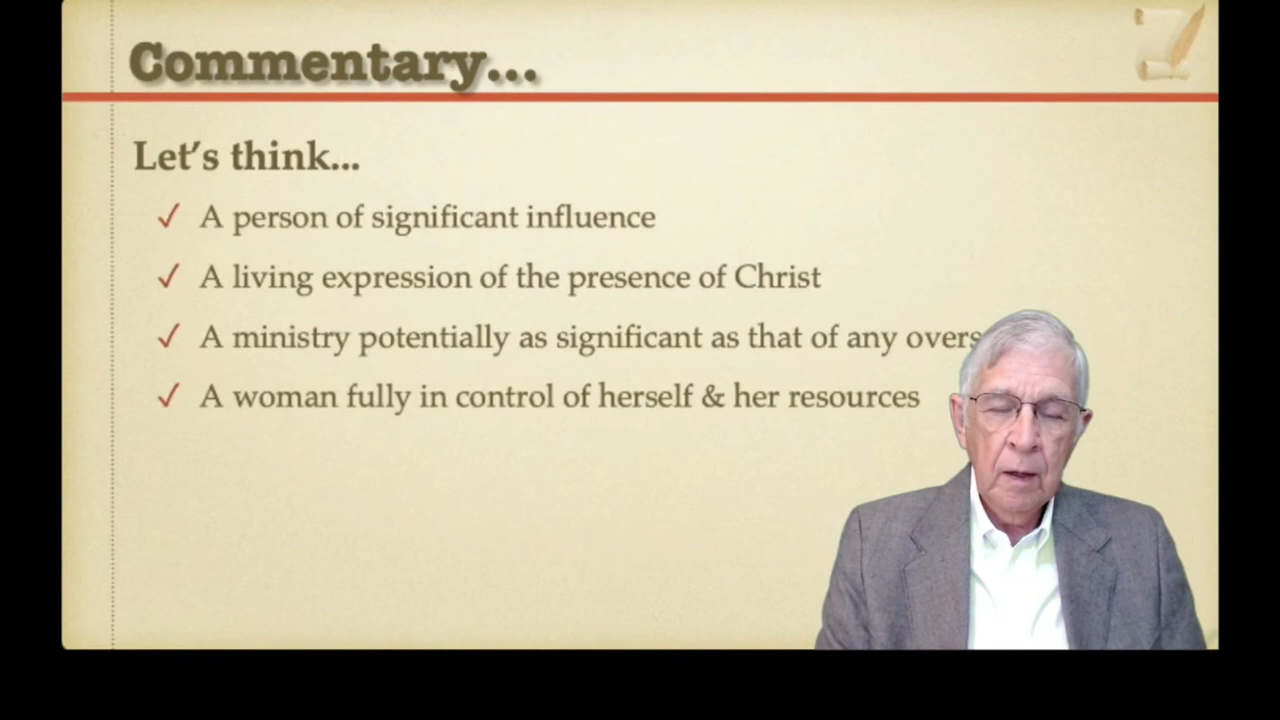 Commentary...
Let's think...
✓ A person of significant influence
✓ A living expression of the presence of Christ
✓ A ministry potentially as significant as that of any
✓ A woman fully in control of herself & her resources